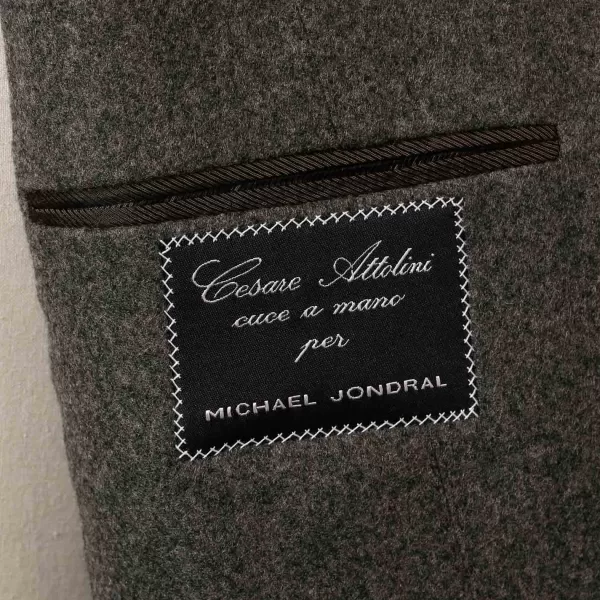 Cesare Attolini
cuce a mano
per
MICHAEL JONDRAL